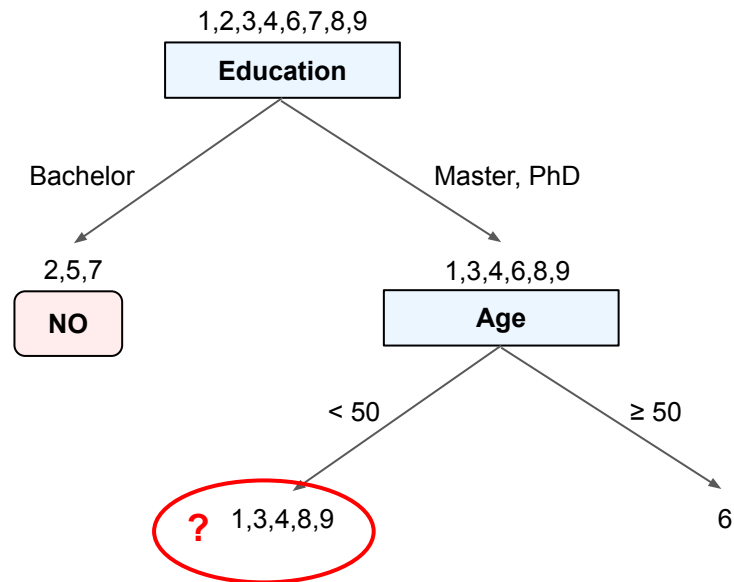 1,2,3,4,6,7,8,9
Education
Bachelor
Master, PhD
2,5,7
NO
1,3,4,6,8,9
Age
< 50
≥ 50
? 1,3,4,8,9
6